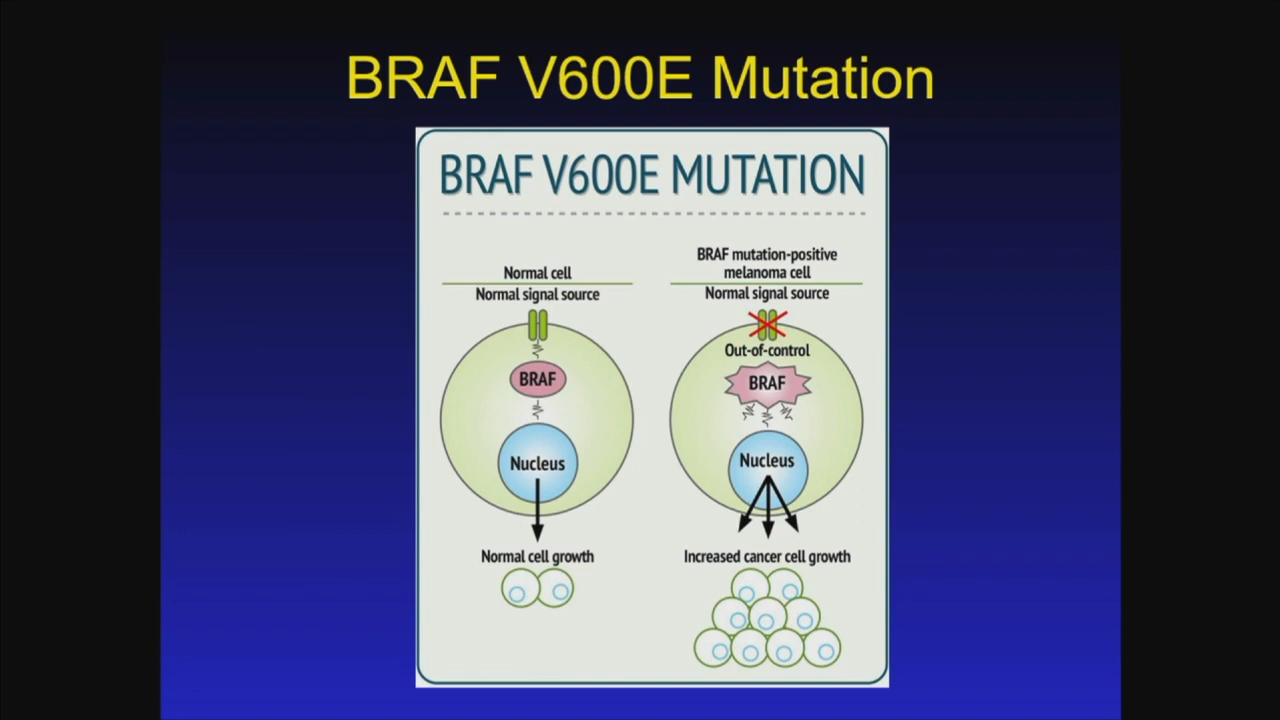 BRAF V600E Mutation
BRAF V600E MUTATION
Normal cell
Normal signal source
BRAF
Nucleus
Normal cell growth
BRAF mutation-positive
melanoma cell
Normal signal source
Out-of-control
BRAF
Nucleus
Increased cancer cell growth